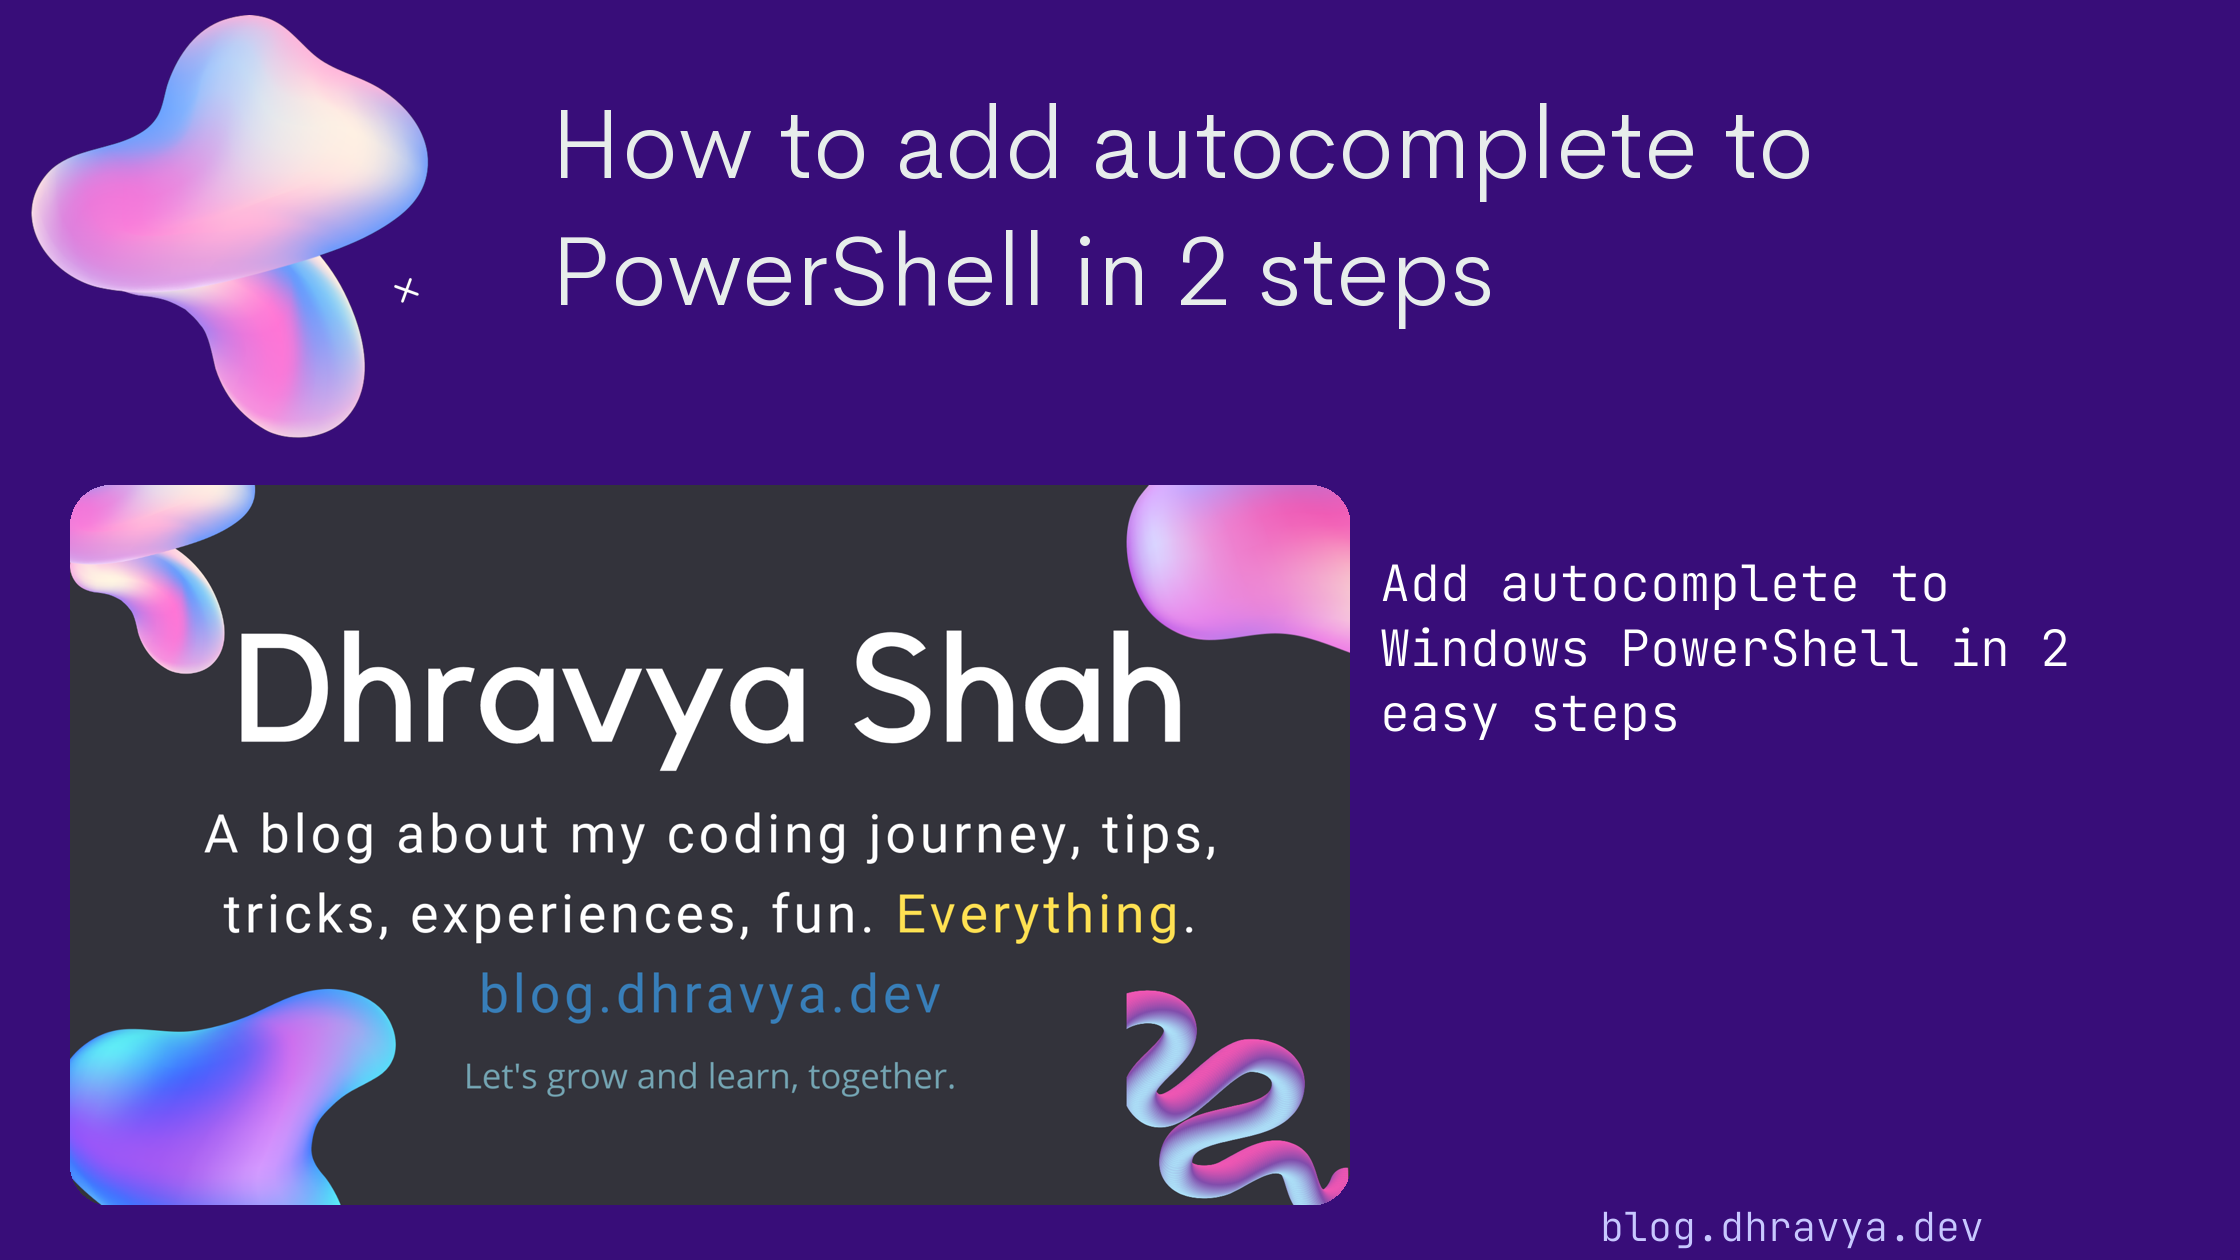 How to add autocomplete to
PowerShell in 2 steps
Dhravya Shah
A blog about my coding journey, tips,
tricks, experiences, fun. Everything.
blog.dhravya.dev
Let's grow and learn, together.
Add autocomplete to
Windows PowerShell in 2
easy steps
blog.dhravya.dev